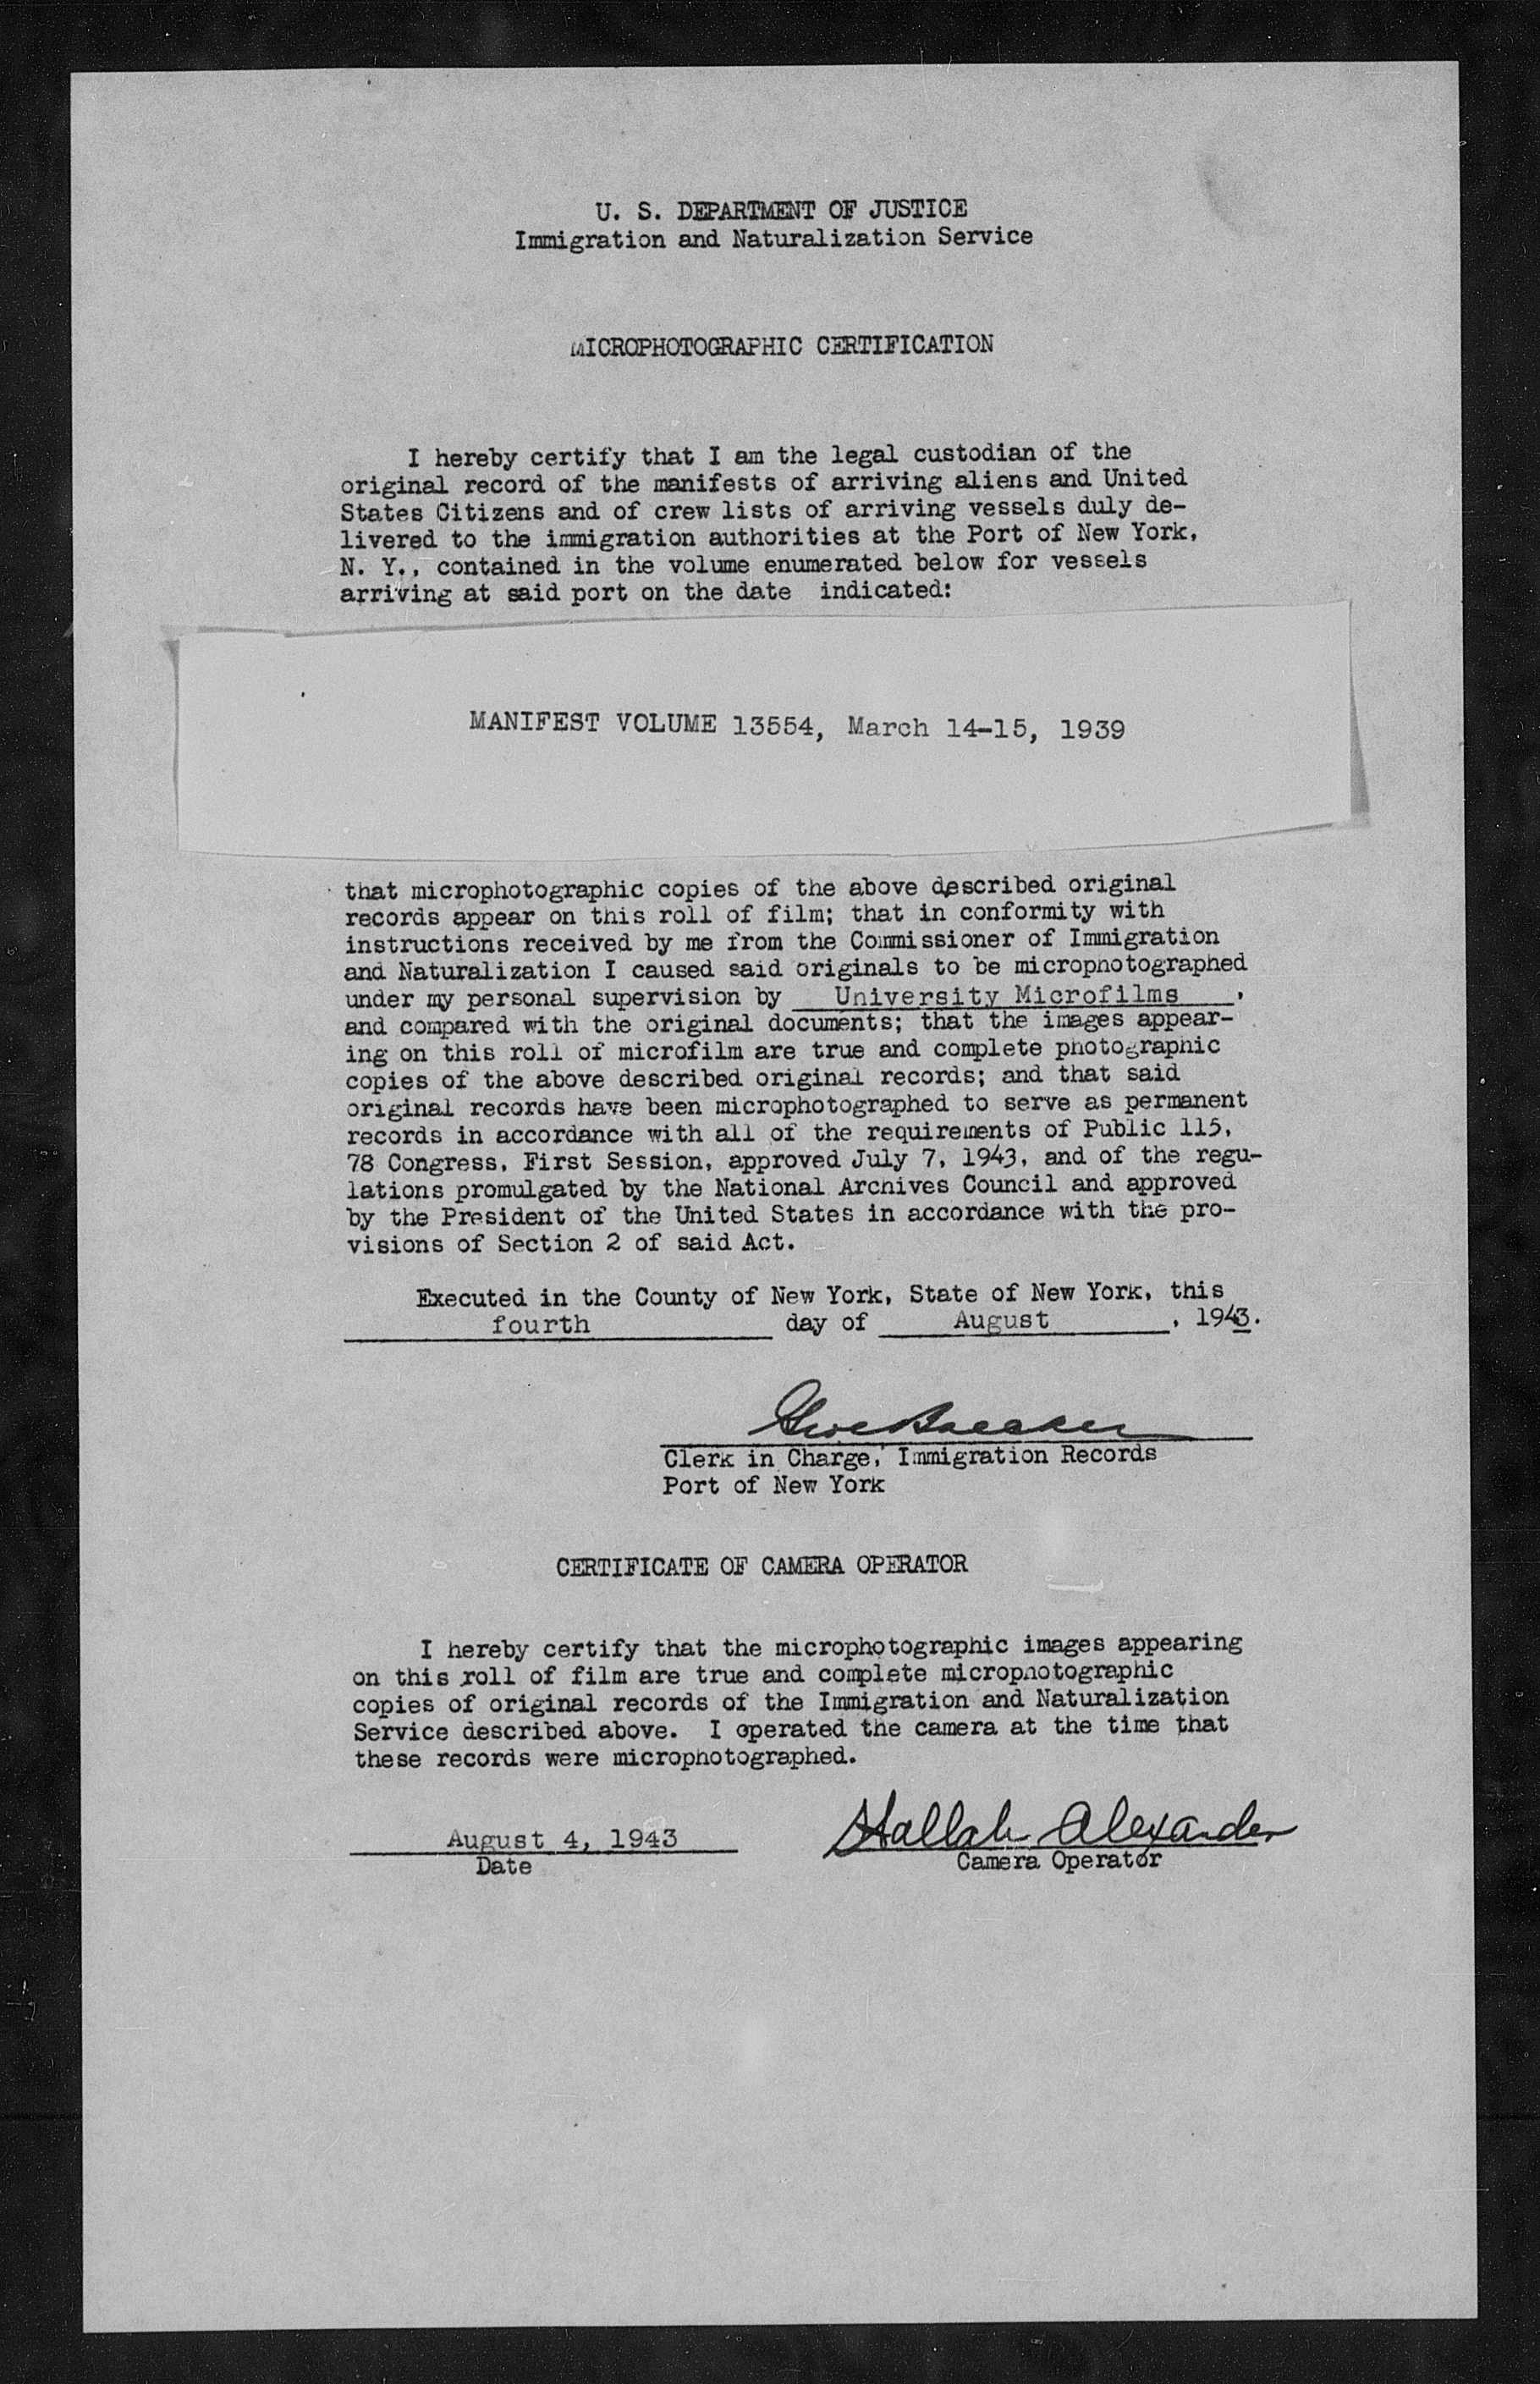 U. S. DEPARTMENT OF JUSTICE
Immigration and Naturalization Service
MICROPHOTOGRAPHIC CERTIFICATION
I hereby certify that I am the legal custodian of the
original record of the manifests of arriving aliens and United
States Citizens and of crew lists of arriving vessels duly de-
livered to the immigration authorities at the Port of New York,
N. Y., contained in the volume enumerated below for vessels
arriving at said port on the date indicated:
MANIFEST VOLUME 13554, March 14-15, 1939
that microphotographic copies of the above described original
records appear on this roll of film; that in conformity with
instructions received by me from the Commissioner of Immigration
and Naturalization I caused said originals to be microphotographed
under my personal supervision by University Microfilms,
and compared with the original documents; that the images appear-
ing on this roll of microfilm are true and complete photographic
copies of the above described original records; and that said
original records have been microphotographed to serve as permanent
records in accordance with all of the requirements of Public 115,
78 Congress, First Session, approved July 7, 1943, and of the regu-
lations promulgated by the National Archives Council and approved
by the President of the United States in accordance with the pro-
visions of Section 2 of said Act.
Executed in the County of New York, State of New York, this
fourth day of August, 1943.
Clerk in Charge, Immigration Records
Port of New York
CERTIFICATE OF CAMERA OPERATOR
I hereby certify that the microphotographic images appearing
on this roll of film are true and complete microphotographic
copies of original records of the Immigration and Naturalization
Service described above. I operated the camera at the time that
these records were microphotographed.
August 4, 1943 Hallah Alexander
Date Camera Operator